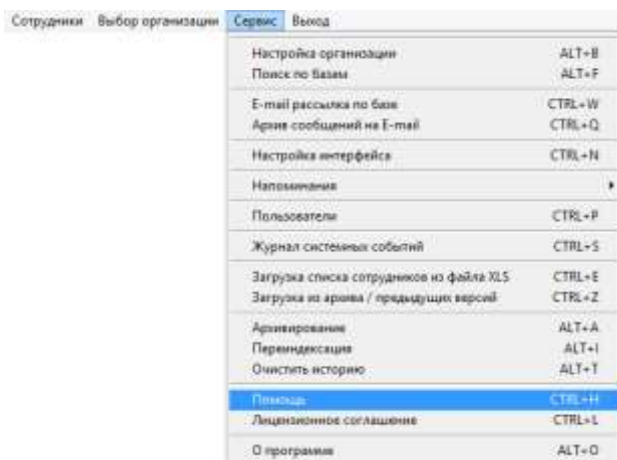 Сотрудники Выбор организации Сервис Выход
Настройка организации ALT+B
Поиск по базам ALT+F
E-mail рассылка по базе CTRL+W
Архив сообщений на E-mail CTRL+Q
Настройка интерфейса CTRL+N
Напоминания
Пользователи CTRL+P
Журнал системных событий CTRL+S
Загрузка списка сотрудников из файла XLS CTRL+E
Загрузка из архива / предыдущих версий CTRL+Z
Архивирование ALT+A
Переиндексация ALT+I
Очистить историю ALT+T
Помощь CTRL+H
Лицензионное соглашение CTRL+L
О программе ALT+O